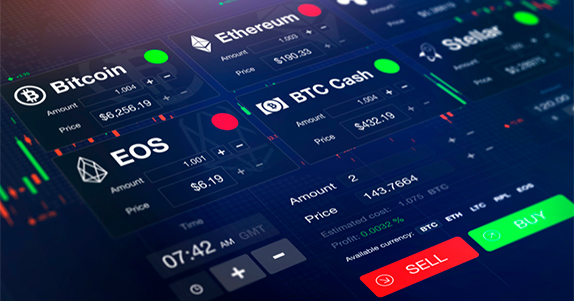 Bitcoin
Amount 1.004 + −
Price $6,256.19 + −
Ethereum
Amount 1.003 + −
Price $190.33 + −
Stellar
EOS
Amount 1.001 + −
Price $6.19 + −
BTC Cash
Amount 1.004 + −
Price $432.19 + −
120.00
Time
07:42 AM GMT
+ −
Amount 2
Price 143.7664
Estimated cost: 1.075 BTC
Profit: 0.0032 %
Available currency: BTC ETH LTC RPL EOS
SELL
BUY